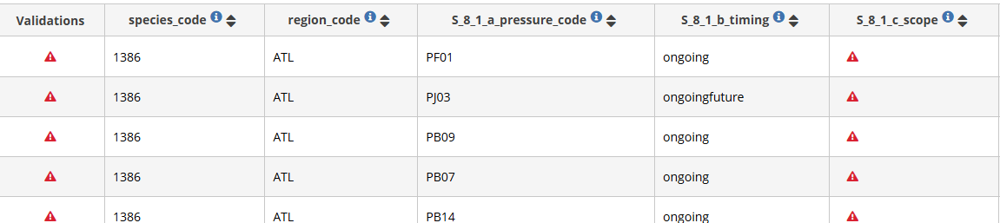 Validations species_code region_code S_8_1_a_pressure_code S_8_1_b_timing S_8_1_c_scope
1386 ATL PF01 ongoing
1386 ATL PJ03 ongoingfuture
1386 ATL PB09 ongoing
1386 ATL PB07 ongoing
1386 ATL PB14 ongoing